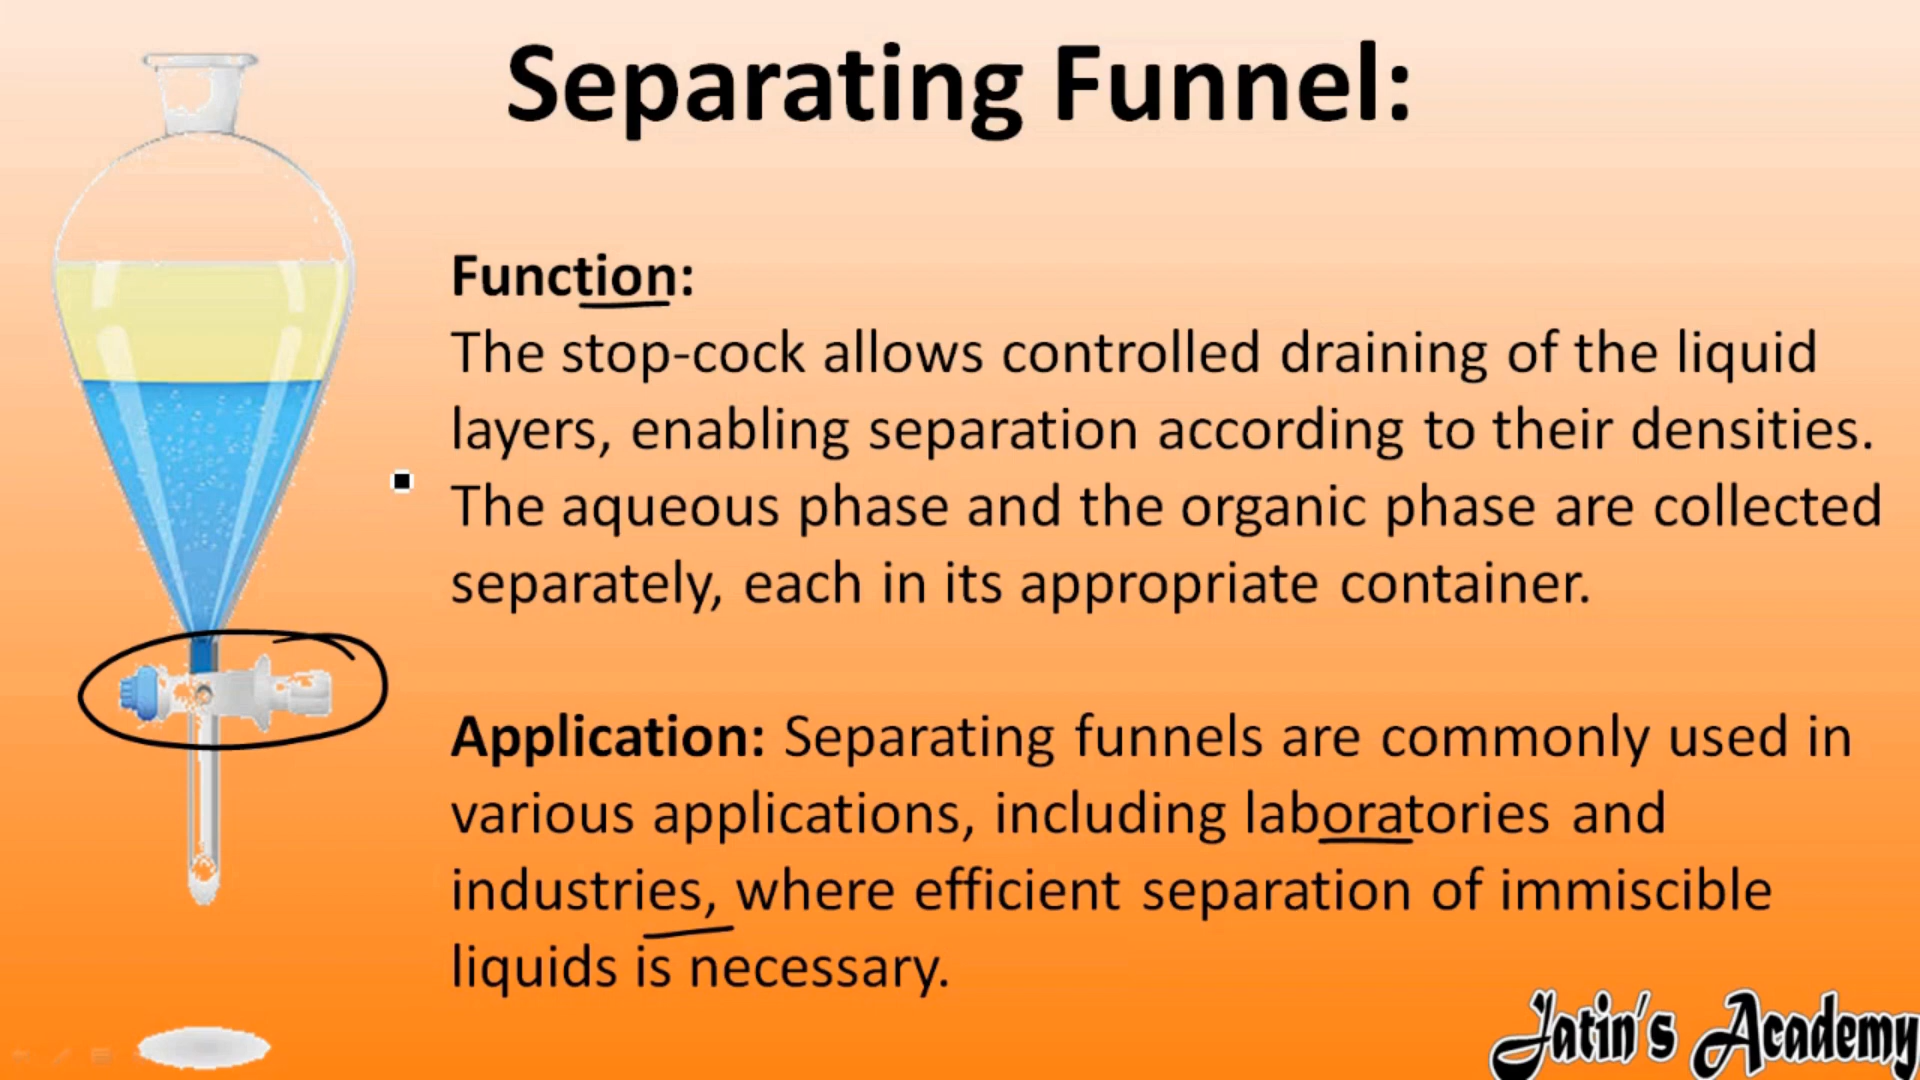 Separating Funnel:
Function:
The stop-cock allows controlled draining of the liquid
layers, enabling separation according to their densities.
The aqueous phase and the organic phase are collected
separately, each in its appropriate container.
Application: Separating funnels are commonly used in
various applications, including laboratories and
industries, where efficient separation of immiscible
liquids is necessary.
Jatin's Academy